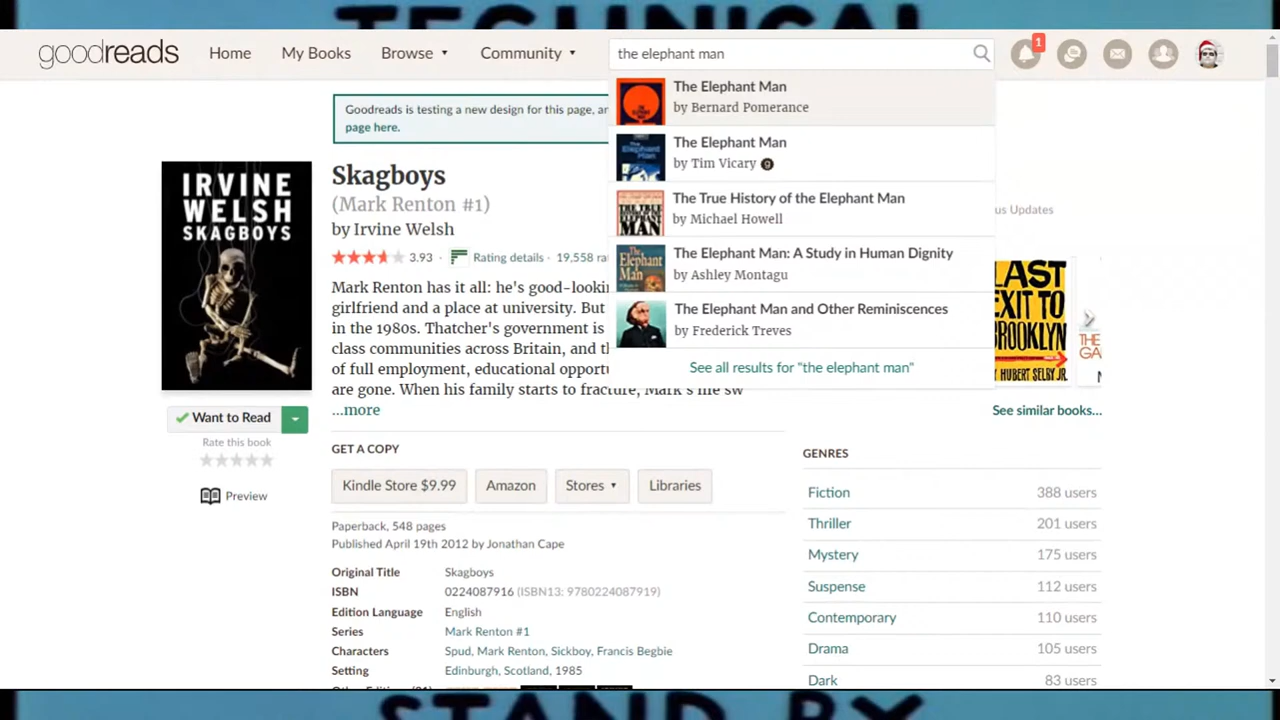 TECHNICAL
goodreads
Home
My Books
Browse
Community
the elephant man
1
The Elephant Man
by Bernard Pomerance
The Elephant Man
by Tim Vicary
The True History of the Elephant Man
by Michael Howell
The Elephant Man: A Study in Human Dignity
by Ashley Montagu
The Elephant Man and Other Reminiscences
by Frederick Treves
See all results for "the elephant man"
Goodreads is testing a new design for this page, an
page here.
IRVINE
WELSH
SKAGBOYS
Want to Read
Rate this book
Preview
Skagboys
(Mark Renton #1)
by Irvine Welsh
3.93 · Rating details · 19,558 ra
Mark Renton has it all: he's good-looki
girlfriend and a place at university. But
in the 1980s. Thatcher's government is
class communities across Britain, and th
of full employment, educational opportu
are gone. When his family starts to fracture, Mark's life sw
...more
GET A COPY
Kindle Store $9.99
Amazon
Stores
Libraries
Paperback, 548 pages
Published April 19th 2012 by Jonathan Cape
Original Title Skagboys
ISBN 0224087916 (ISBN13: 9780224087919)
Edition Language English
Series Mark Renton #1
Characters Spud, Mark Renton, Sickboy, Francis Begbie
Setting Edinburgh, Scotland, 1985
us Updates
LAST
EXIT TO
BROOKLYN
HUBERT SELBY JR.
THE
GA
See similar books…
GENRES
Fiction 388 users
Thriller 201 users
Mystery 175 users
Suspense 112 users
Contemporary 110 users
Drama 105 users
Dark 83 users
STAND BY